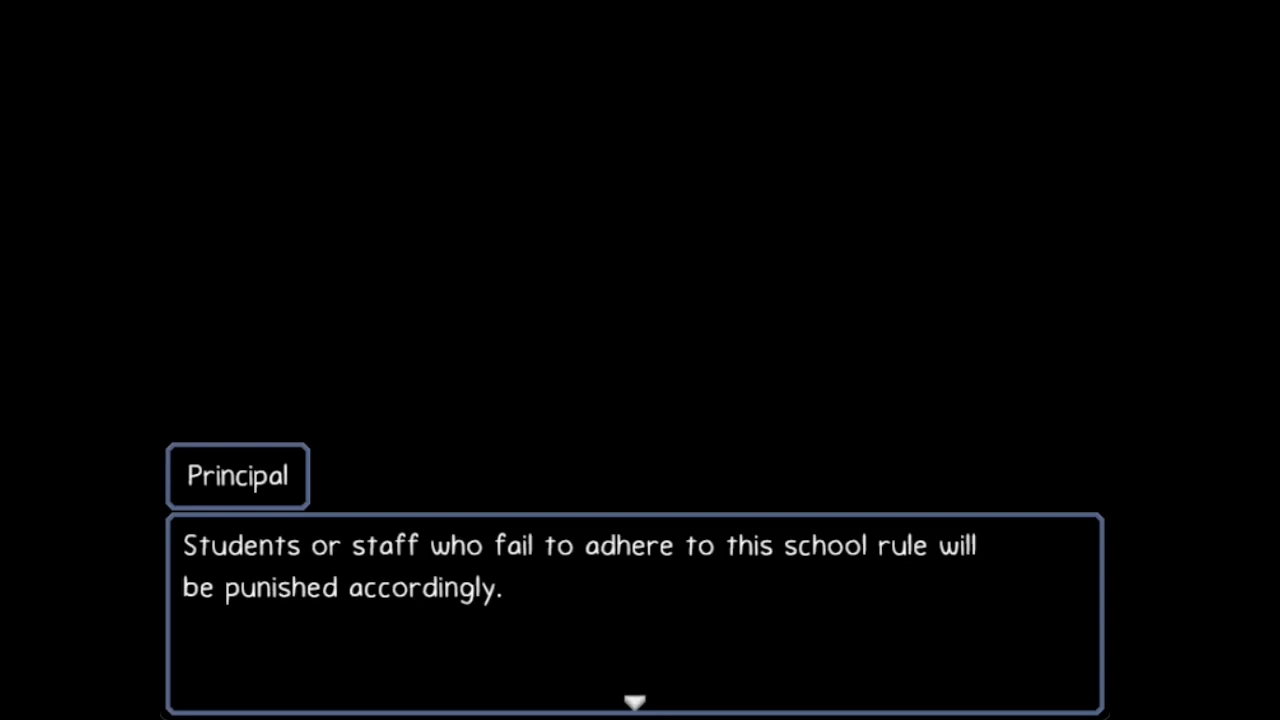 Principal
Students or staff who fail to adhere to this school rule will
be punished accordingly.